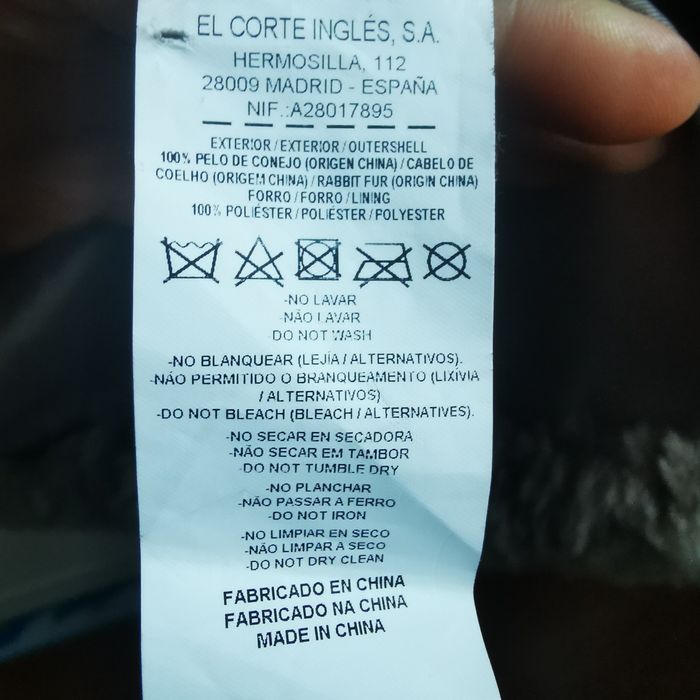 EL CORTE INGLÉS, S.A.
HERMOSILLA, 112
28009 MADRID - ESPAÑA
NIF.:A28017895
EXTERIOR/EXTERIOR/OUTERSHELL
100% PELO DE CONEJO (ORIGEN CHINA)/CABELO DE
COELHO (ORIGEM CHINA)/RABBIT FUR (ORIGIN CHINA)
FORRO/FORRO/LINING
100% POLIÉSTER/POLIÉSTER/POLYESTER
-NO LAVAR
-NÃO LAVAR
-DO NOT WASH
-NO BLANQUEAR (LEJÍA / ALTERNATIVOS).
-NÃO PERMITIDO O BRANQUEAMENTO (LIXÍVIA
/ ALTERNATIVOS)
-DO NOT BLEACH (BLEACH / ALTERNATIVES).
-NO SECAR EN SECADORA
-NÃO SECAR EM TAMBOR
-DO NOT TUMBLE DRY
-NO PLANCHAR
-NÃO PASSAR A FERRO
-DO NOT IRON
-NO LIMPIAR EN SECO
-NÃO LIMPAR A SECO
-DO NOT DRY CLEAN
FABRICADO EN CHINA
FABRICADO NA CHINA
MADE IN CHINA